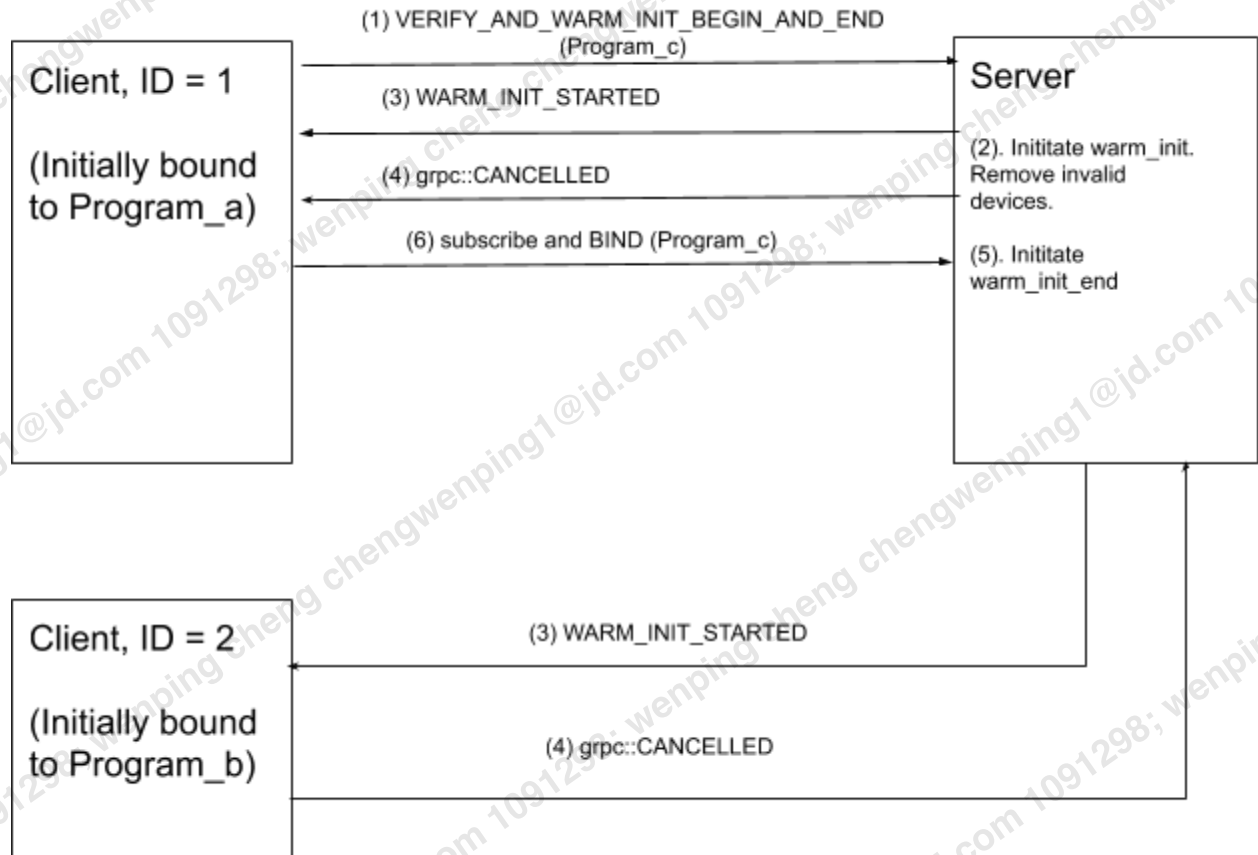 (1) VERIFY_AND_WARM_INIT_BEGIN_AND_END
(Program_c)
Client, ID = 1
(Initially bound
to Program_a)
(3) WARM_INIT_STARTED
(4) grpc::CANCELLED
(6) subscribe and BIND (Program_c)
Server
(2). Inititate warm_init.
Remove invalid
devices.
(5). Inititate
warm_init_end
Client, ID = 2
(Initially bound
to Program_b)
(3) WARM_INIT_STARTED
(4) grpc::CANCELLED